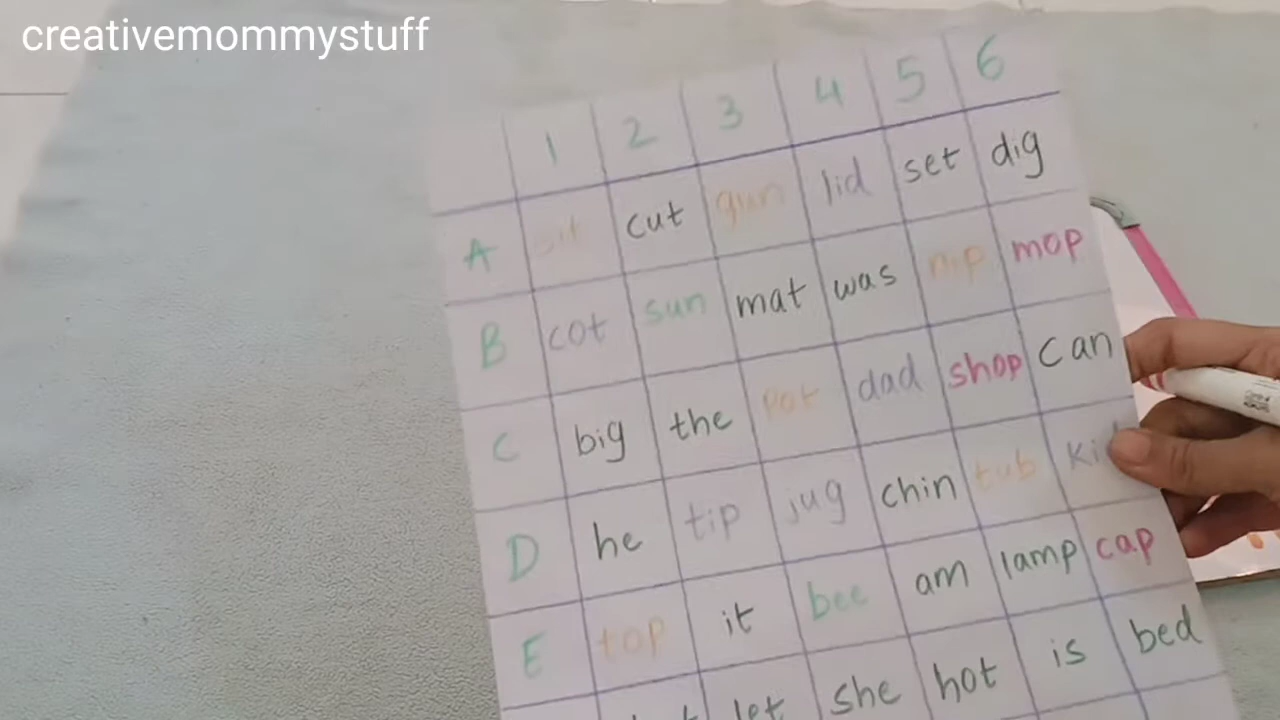 creativemommystuff
1 2 3 4 5 6
A sit cut gun lid set dig
B cot sun mat was nip mop
C big the pot dad shop can
D he tip jug chin tub kid
E top it bee am lamp cap
let she hot is bed